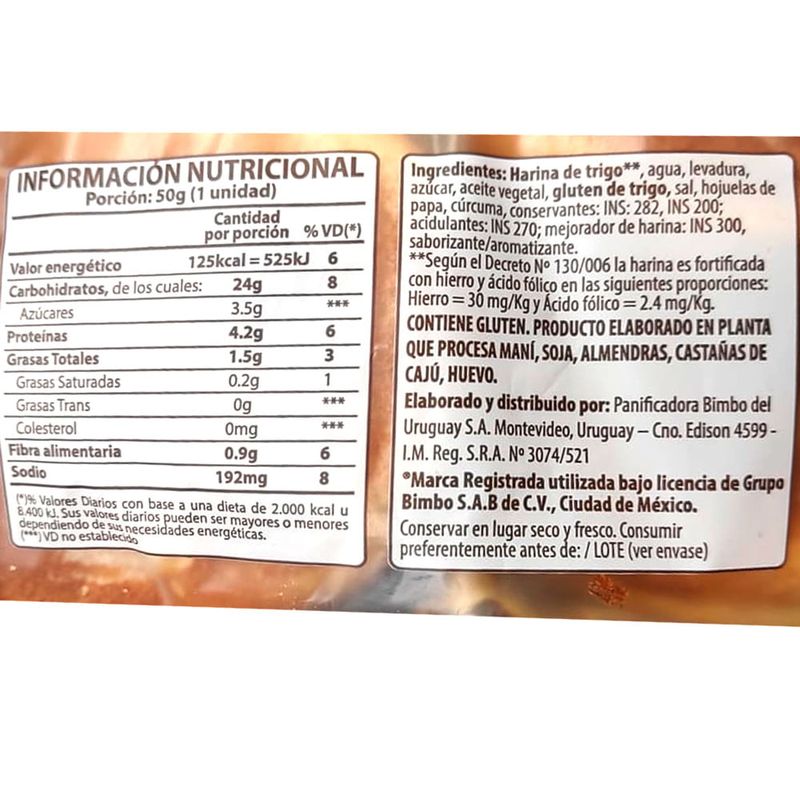 INFORMACIÓN NUTRICIONAL
Porción: 50g (1 unidad)
Cantidad
por porción % VD(*)
Valor energético 125kcal = 525kJ 6
Carbohidratos, de los cuales: 24g 8
Azúcares 3.5g ***
Proteínas 4.2g 6
Grasas Totales 1.5g 3
Grasas Saturadas 0.2g 1
Grasas Trans 0g ***
Colesterol 0mg ***
Fibra alimentaria 0.9g 6
Sodio 192mg 8
(*)% Valores Diarios con base a una dieta de 2.000 kcal u
8.400 kJ. Sus valores diarios pueden ser mayores o menores
dependiendo de sus necesidades energéticas.
(***) VD no establecido
Ingredientes: Harina de trigo**, agua, levadura,
azúcar, aceite vegetal, gluten de trigo, sal, hojuelas de
papa, cúrcuma, conservantes: INS: 282, INS 200;
acidulantes: INS 270; mejorador de harina: INS 300,
saborizante/aromatizante.
**Según el Decreto Nº 130/006 la harina es fortificada
con hierro y ácido fólico en las siguientes proporciones:
Hierro = 30 mg/Kg y Ácido fólico = 2.4 mg/Kg.
CONTIENE GLUTEN. PRODUCTO ELABORADO EN PLANTA
QUE PROCESA MANÍ, SOJA, ALMENDRAS, CASTAÑAS DE
CAJÚ, HUEVO.
Elaborado y distribuido por: Panificadora Bimbo del
Uruguay S.A. Montevideo, Uruguay – Cno. Edison 4599 -
I.M. Reg. S.R.A. Nº 3074/521
®Marca Registrada utilizada bajo licencia de Grupo
Bimbo S.A.B de C.V., Ciudad de México.
Conservar en lugar seco y fresco. Consumir
preferentemente antes de: / LOTE (ver envase)